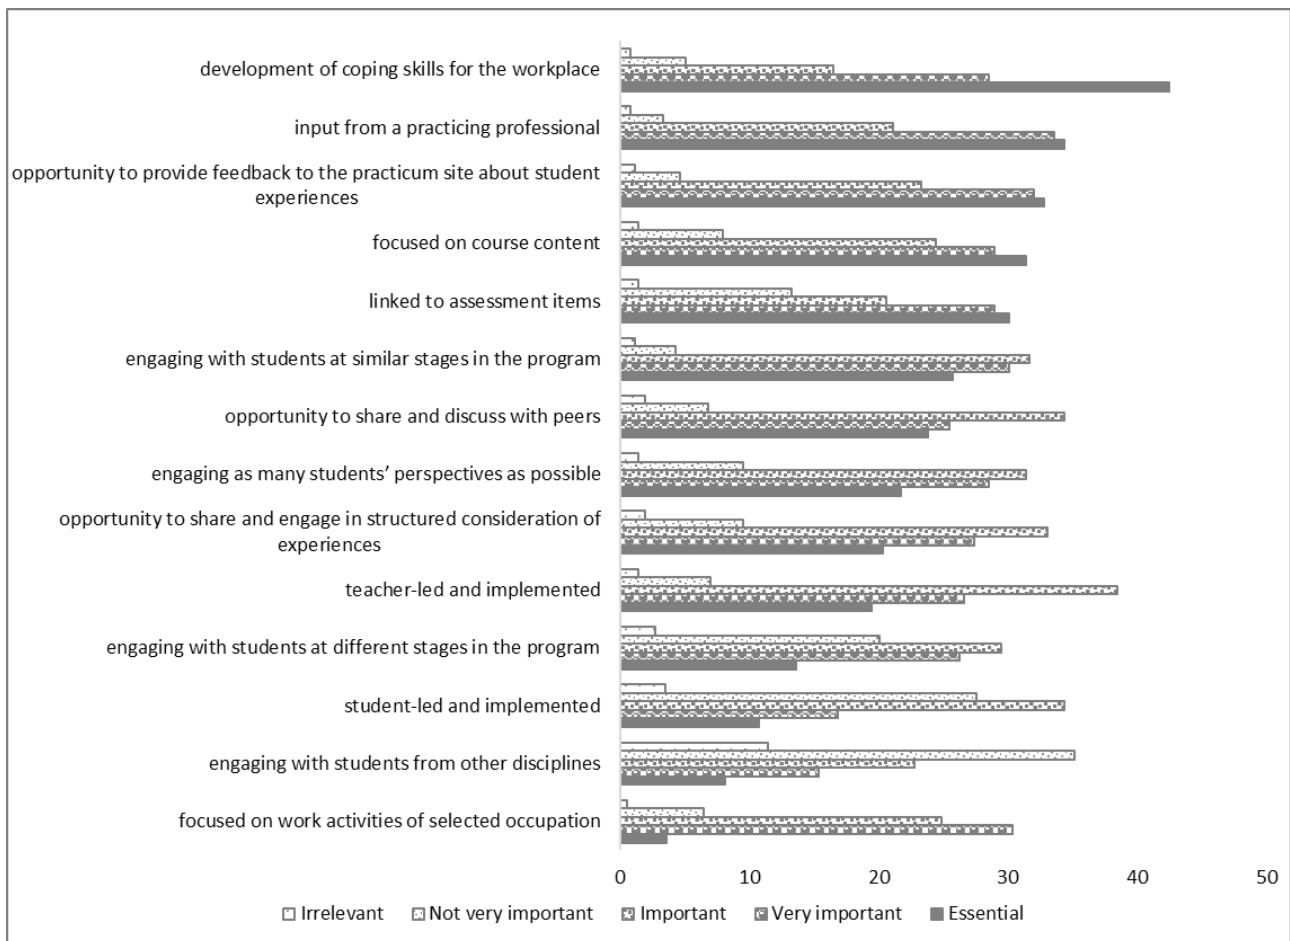 development of coping skills for the workplace
input from a practicing professional
opportunity to provide feedback to the practicum site about student
experiences
focused on course content
linked to assessment items
engaging with students at similar stages in the program
opportunity to share and discuss with peers
engaging as many students’ perspectives as possible
opportunity to share and engage in structured consideration of
experiences
teacher-led and implemented
engaging with students at different stages in the program
student-led and implemented
engaging with students from other disciplines
focused on work activities of selected occupation
0 10 20 30 40 50
Irrelevant Not very important Important Very important Essential